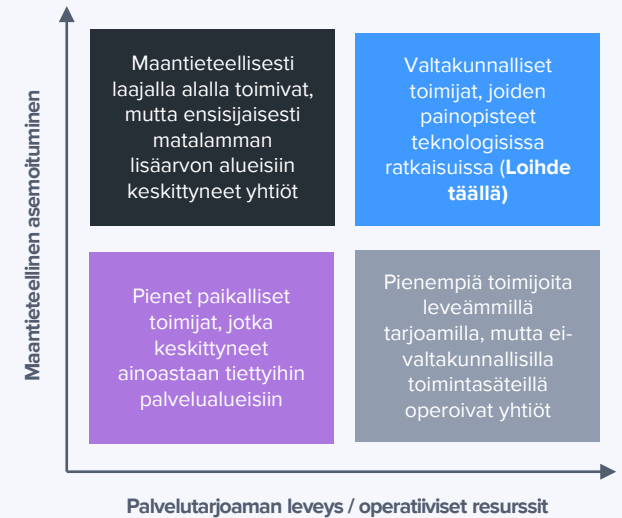 Maantieteellinen asemoituminen
Maantieteellisesti
laajalla alalla toimivat,
mutta ensisijaisesti
matalamman
lisäarvon alueisiin
keskittyneet yhtiöt
Valtakunnalliset
toimijat, joiden
painopisteet
teknologisissa
ratkaisuissa (Loihde
täällä)
Pienet paikalliset
toimijat, jotka
keskittyneet
ainoastaan tiettyihin
palvelualueisiin
Pienempiä toimijoita
leveämmillä
tarjoamilla, mutta ei-
valtakunnallisilla
toimintasäteillä
operoivat yhtiöt
Palvelutarjoaman leveys / operatiiviset resurssit